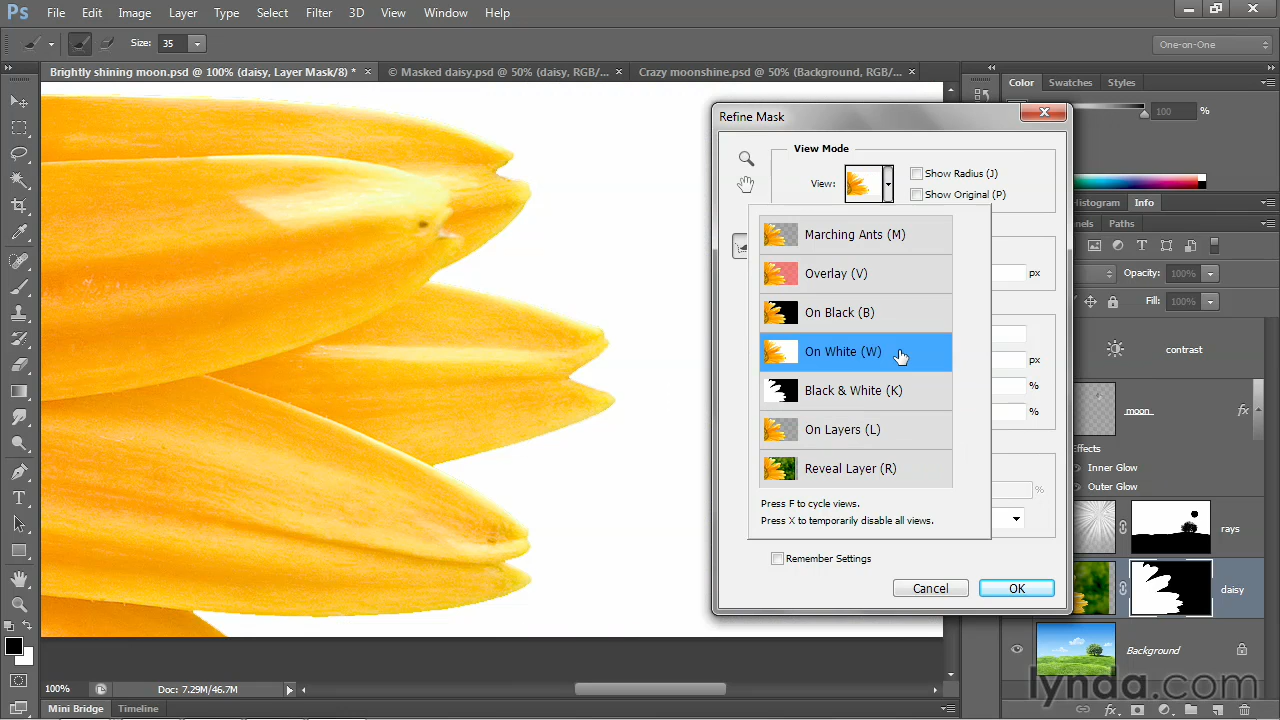 Ps File Edit Image Layer Type Select Filter 3D View Window Help
Size: 35 One-on-One
Brightly shining moon.psd @ 100% (daisy, Layer Mask/8) * × © Masked daisy.psd @ 50% (daisy, RGB/... × Crazy moonshine.psd @ 50% (Background, RGB/... ×
Color Swatches Styles
100 %
Refine Mask
View Mode
View:
Show Radius (J)
Show Original (P)
Marching Ants (M)
Overlay (V)
On Black (B)
On White (W)
Black & White (K)
On Layers (L)
Reveal Layer (R)
Press F to cycle views.
Press X to temporarily disable all views.
px
px
%
%
%
Remember Settings
Cancel OK
Histogram Info
Paths
Opacity: 100%
Fill: 100%
contrast
moon fx
Effects
Inner Glow
Outer Glow
rays
daisy
Background
lynda.com
100% Doc: 7.29M/46.7M
Mini Bridge Timeline
fx